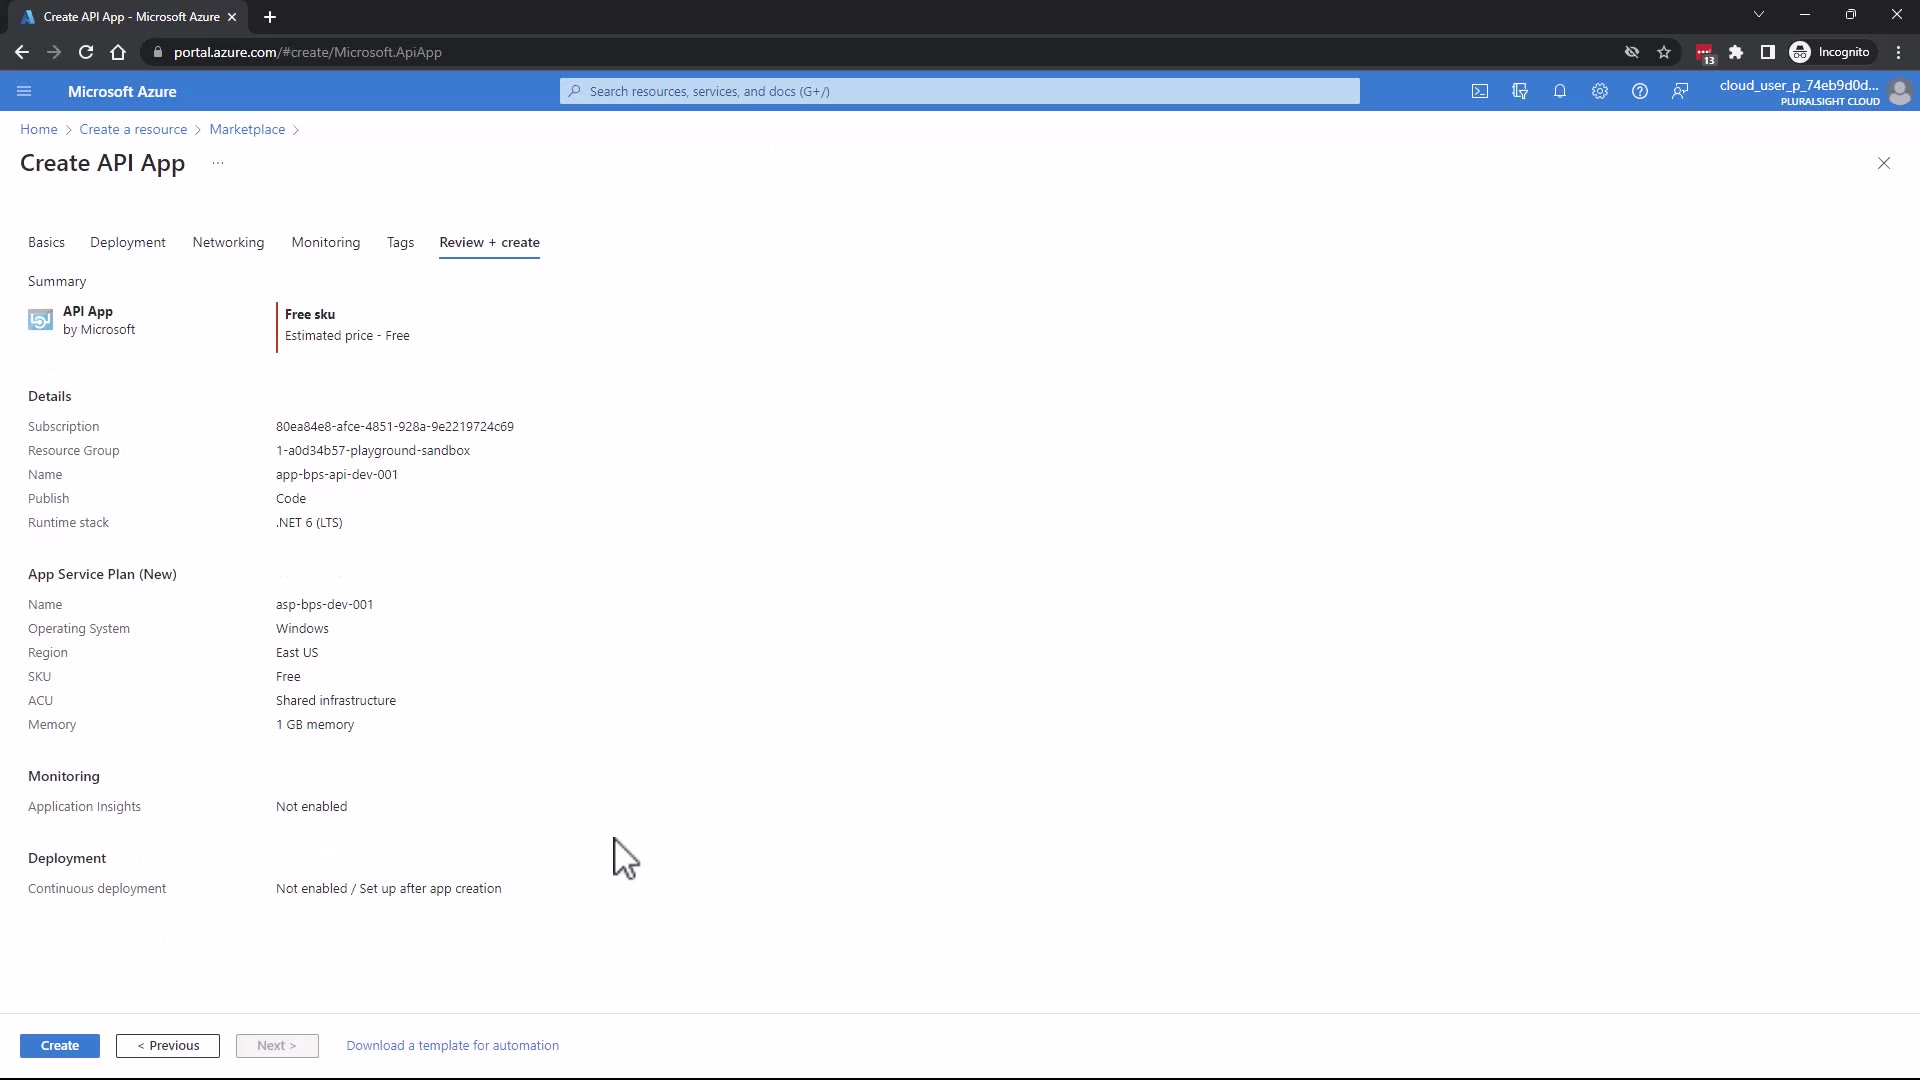 Create API App - Microsoft Azure
portal.azure.com/#create/Microsoft.ApiApp
13
Incognito
Microsoft Azure
Search resources, services, and docs (G+/)
cloud_user_p_74eb9d0d...
PLURALSIGHT CLOUD
Home > Create a resource > Marketplace >
Create API App ...
Basics Deployment Networking Monitoring Tags Review + create
Summary
API App
by Microsoft
Free sku
Estimated price - Free
Details
Subscription 80ea84e8-afce-4851-928a-9e2219724c69
Resource Group 1-a0d34b57-playground-sandbox
Name app-bps-api-dev-001
Publish Code
Runtime stack .NET 6 (LTS)
App Service Plan (New)
Name asp-bps-dev-001
Operating System Windows
Region East US
SKU Free
ACU Shared infrastructure
Memory 1 GB memory
Monitoring
Application Insights Not enabled
Deployment
Continuous deployment Not enabled / Set up after app creation
Create < Previous Next > Download a template for automation